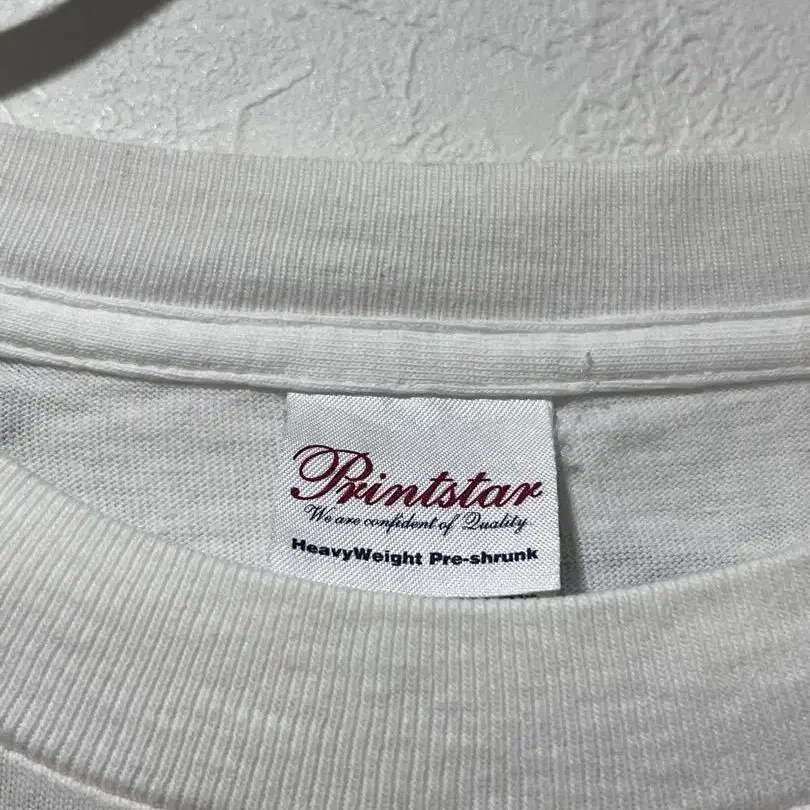 Printstar
We are confident of Quality
HeavyWeight Pre-shrunk